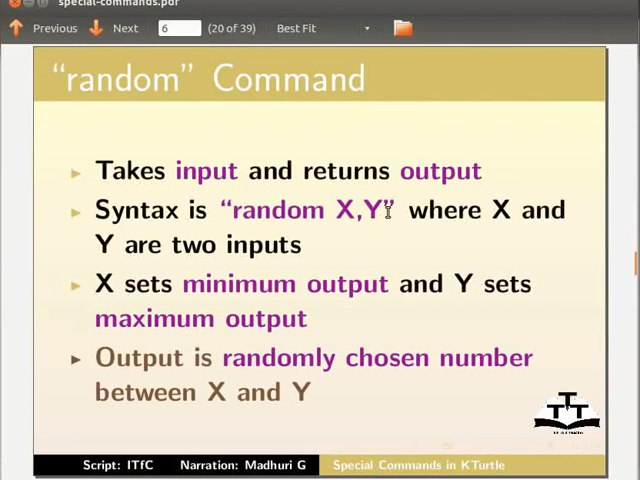 special-commands.pdf
Previous Next 6 (20 of 39) Best Fit
“random” Command
Takes input and returns output
Syntax is “random X,Y” where X and
Y are two inputs
X sets minimum output and Y sets
maximum output
Output is randomly chosen number
between X and Y
TTT
Script: ITfC Narration: Madhuri G Special Commands in KTurtle